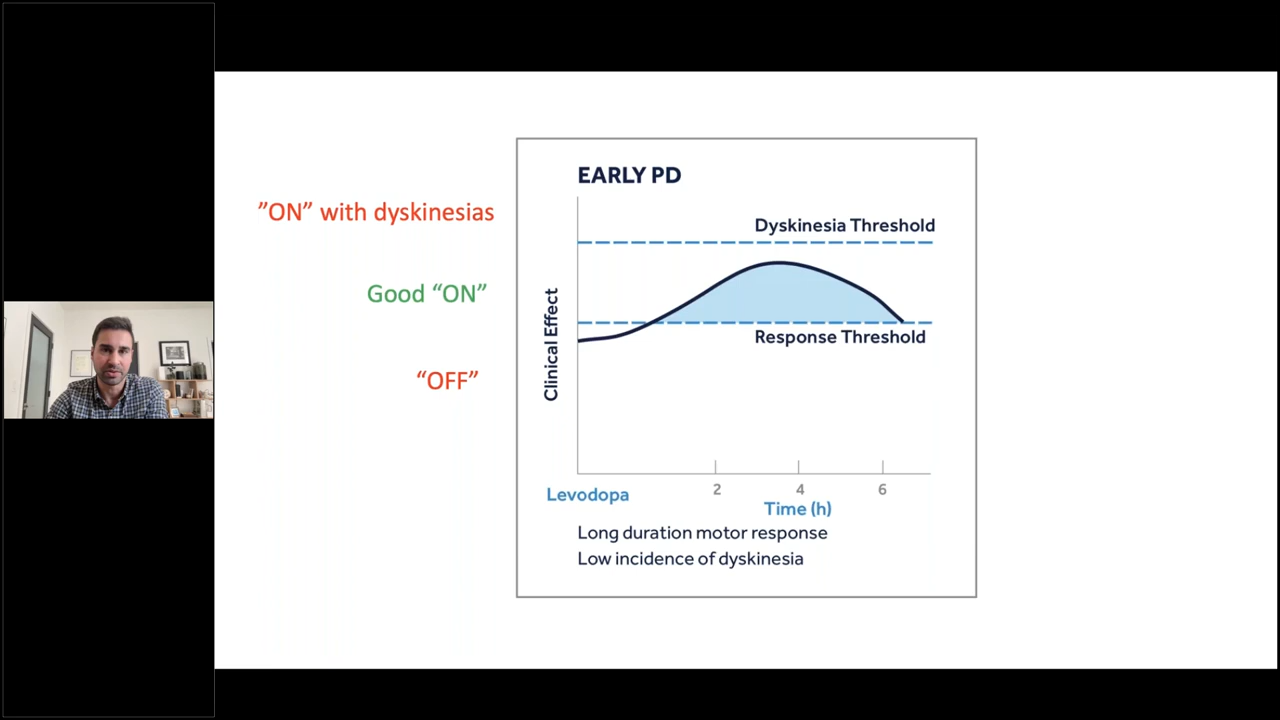 EARLY PD
”ON” with dyskinesias
Dyskinesia Threshold
Good “ON”
Response Threshold
“OFF”
Clinical Effect
2 4 6
Levodopa
Time (h)
Long duration motor response
Low incidence of dyskinesia